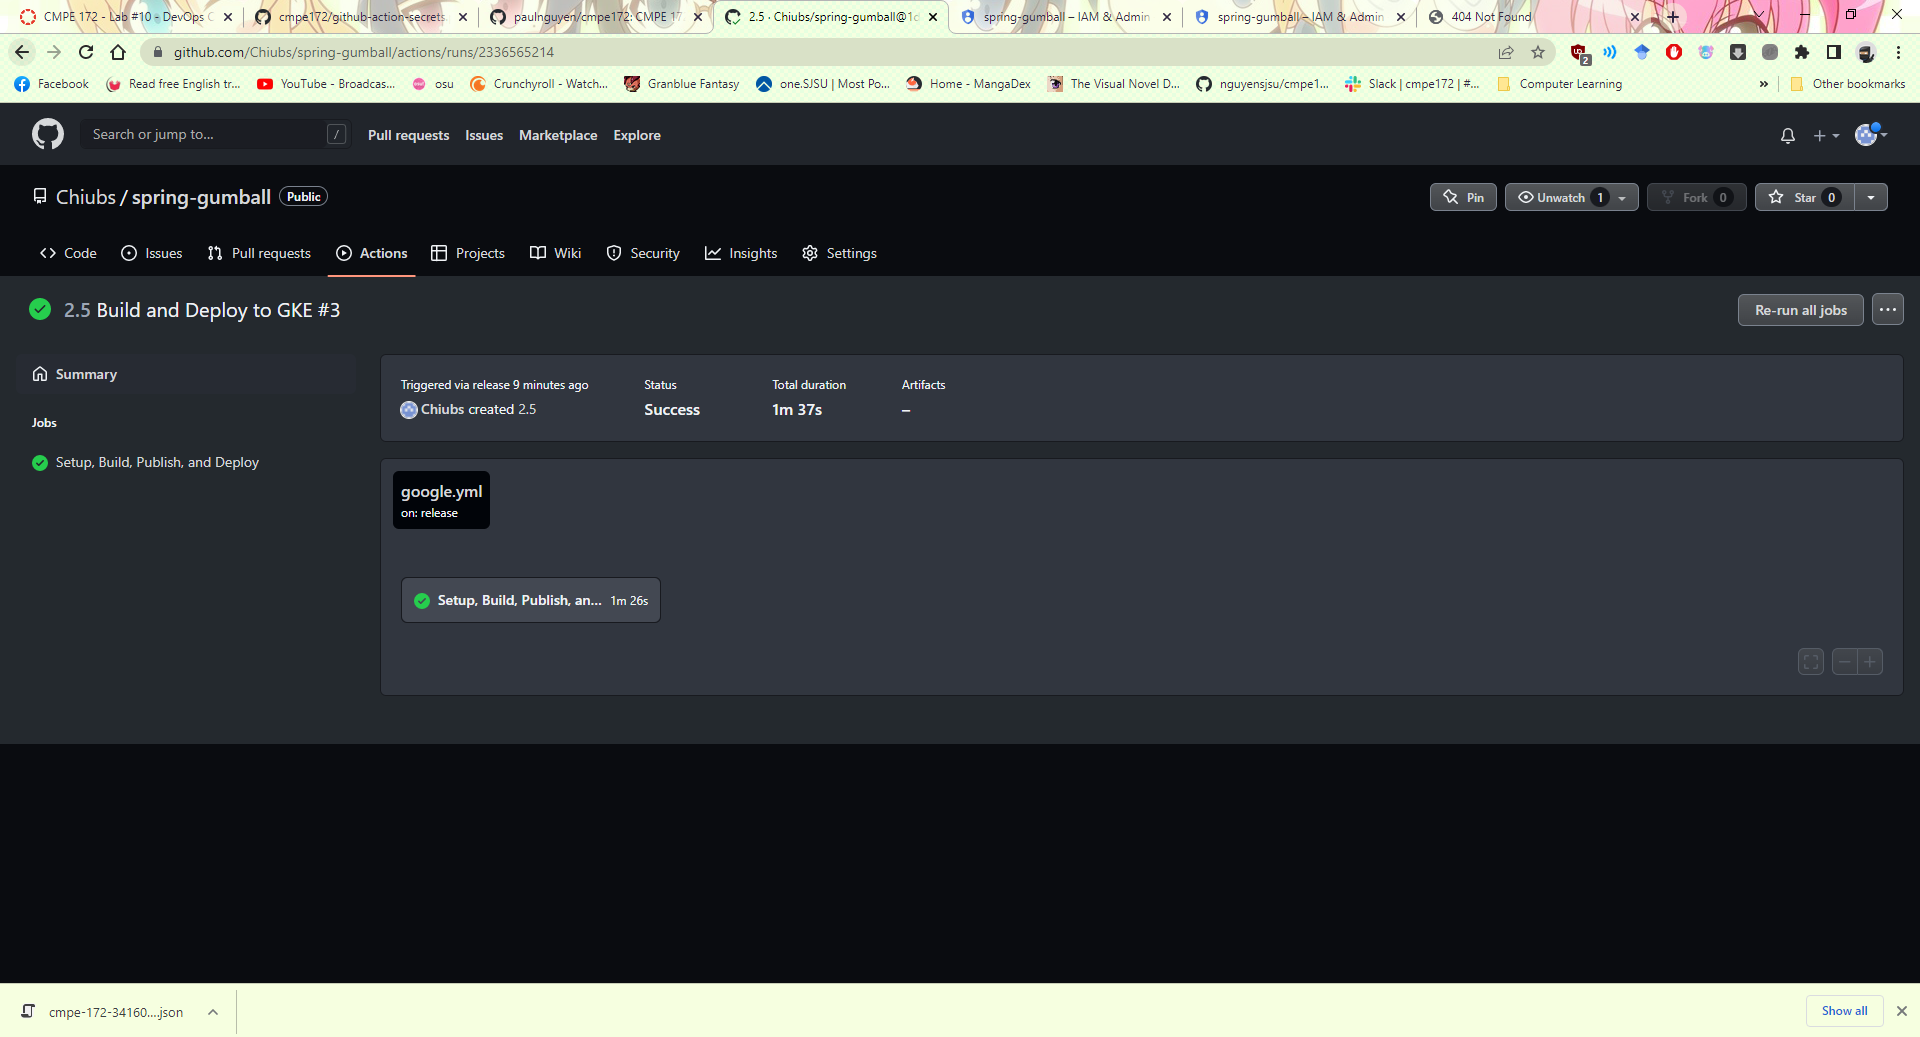 CMPE 172 - Lab #10 - DevOps C
cmpe172/github-action-secrets
paulnguyen/cmpe172: CMPE 17
2.5 · Chiubs/spring-gumball@1d
spring-gumball – IAM & Admin
spring-gumball – IAM & Admin
404 Not Found
github.com/Chiubs/spring-gumball/actions/runs/2336565214
2
Facebook
Read free English tr...
YouTube - Broadcas...
osu
Crunchyroll - Watch...
Granblue Fantasy
one.SJSU | Most Po...
Home - MangaDex
The Visual Novel D...
nguyensjsu/cmpe1...
Slack | cmpe172 | #...
Computer Learning
»
Other bookmarks
Search or jump to...
/
Pull requests
Issues
Marketplace
Explore
Chiubs / spring-gumball
Public
Pin
Unwatch 1
Fork 0
Star 0
Code
Issues
Pull requests
Actions
Projects
Wiki
Security
Insights
Settings
2.5 Build and Deploy to GKE #3
Re-run all jobs
...
Summary
Jobs
Setup, Build, Publish, and Deploy
Triggered via release 9 minutes ago
Chiubs created 2.5
Status
Success
Total duration
1m 37s
Artifacts
–
google.yml
on: release
Setup, Build, Publish, an... 1m 26s
cmpe-172-34160....json
Show all